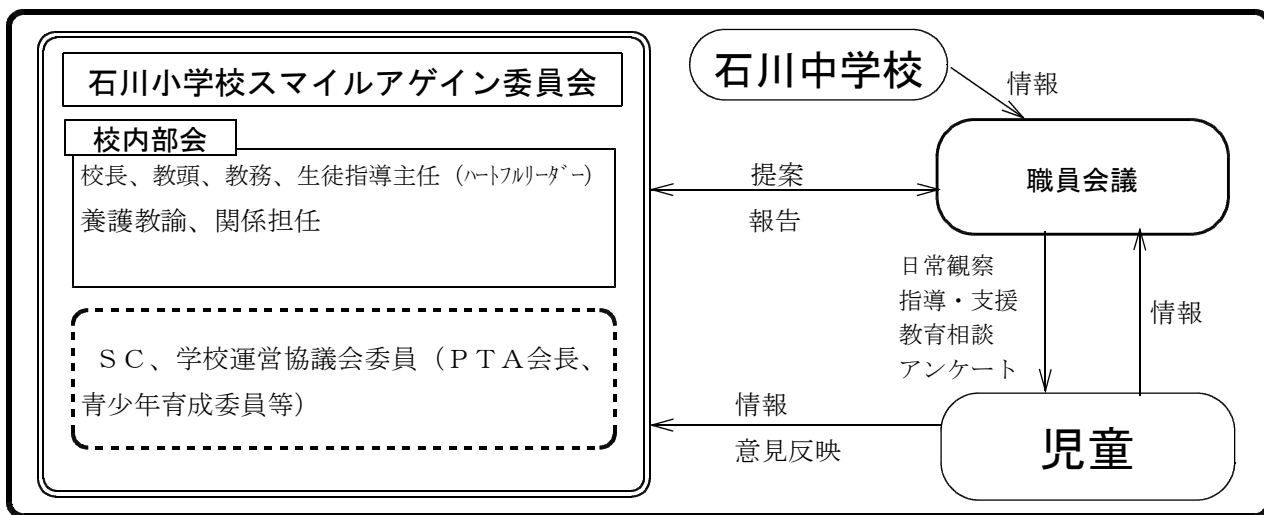 石川小学校スマイルアゲイン委員会
校内部会
校長、教頭、教務、生徒指導主任（ﾊｰﾄﾌﾙﾘｰﾀﾞｰ）
養護教諭、関係担任
ＳＣ、学校運営協議会委員（ＰＴＡ会長、
青少年育成委員等）
石川中学校
情報
職員会議
提案
報告
日常観察
指導・支援
教育相談
アンケート
情報
情報
意見反映
児童